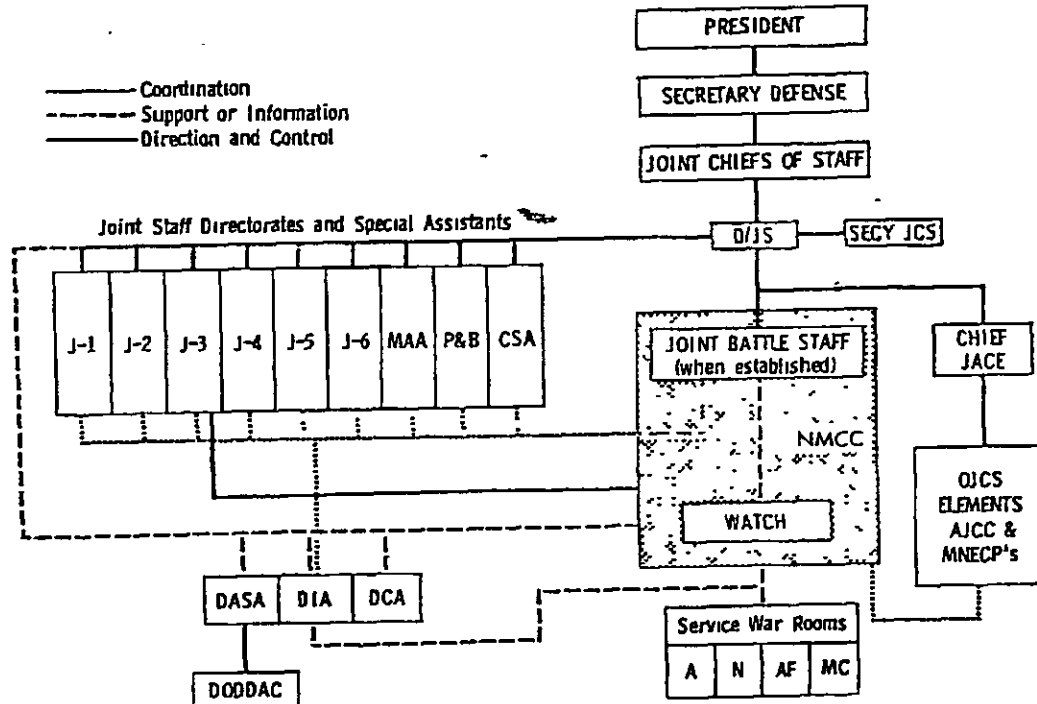 PRESIDENT
SECRETARY DEFENSE
JOINT CHIEFS OF STAFF
Coordination
Support or Information
Direction and Control
Joint Staff Directorates and Special Assistants
D/JS
SECY JCS
J-1
J-2
J-3
J-4
J-5
J-6
MAA
P&B
CSA
JOINT BATTLE STAFF
(when established)
NMCC
WATCH
CHIEF
JACE
OJCS
ELEMENTS
AJCC &
MNECP's
DASA
DIA
DCA
DODDAC
Service War Rooms
A
N
AF
MC